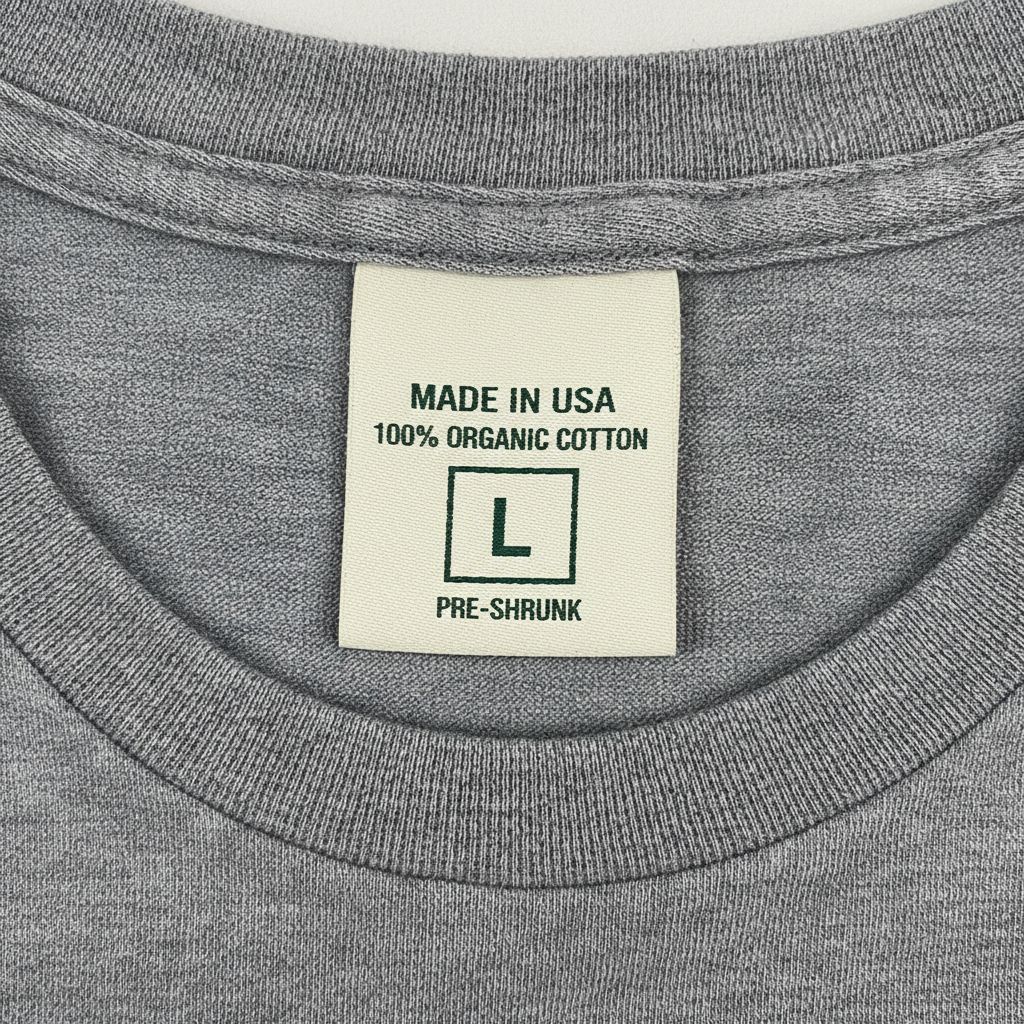 MADE IN USA
100% ORGANIC COTTON
L
PRE-SHRUNK